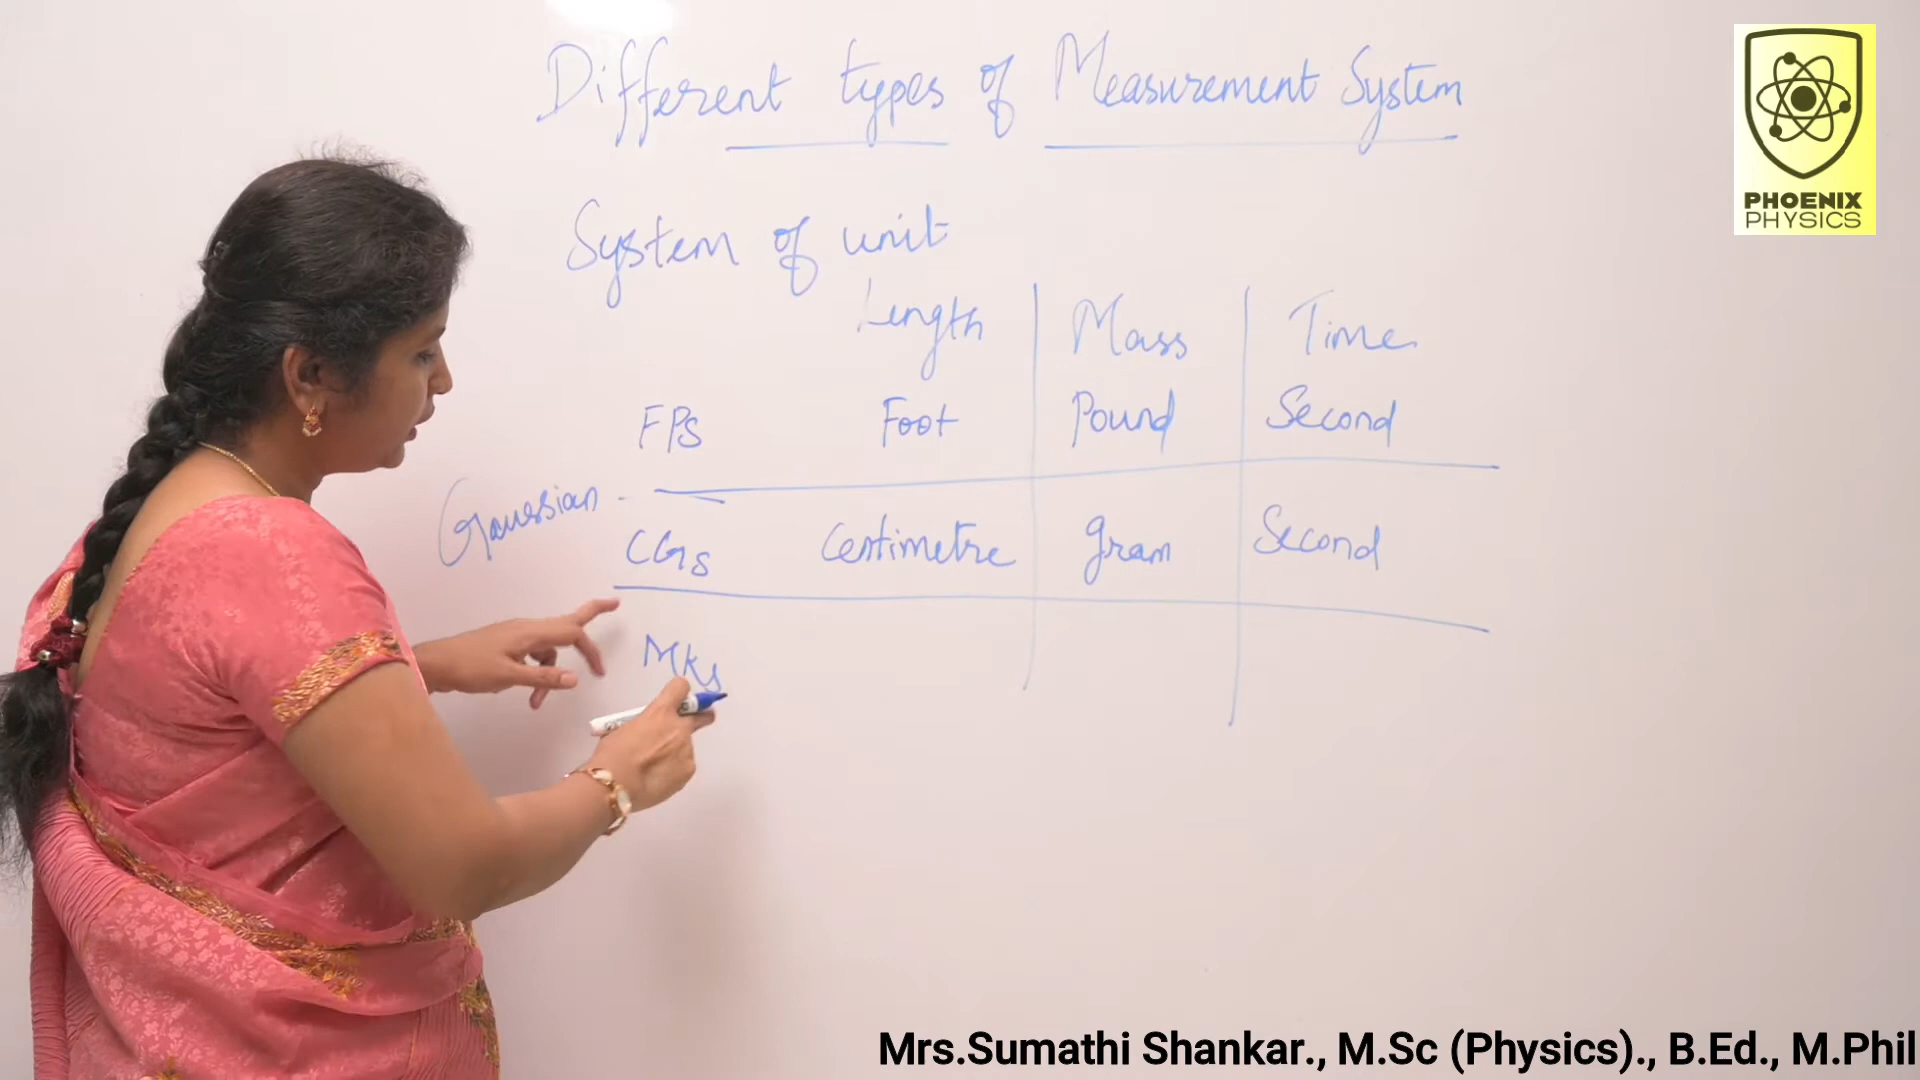 Different types of Measurement System
PHOENIX
PHYSICS
System of unit
Length Mass Time
FPS Foot Pound Second
Gaussian -
CGS Centimetre gram Second
MKs
Mrs.Sumathi Shankar., M.Sc (Physics)., B.Ed., M.Phil